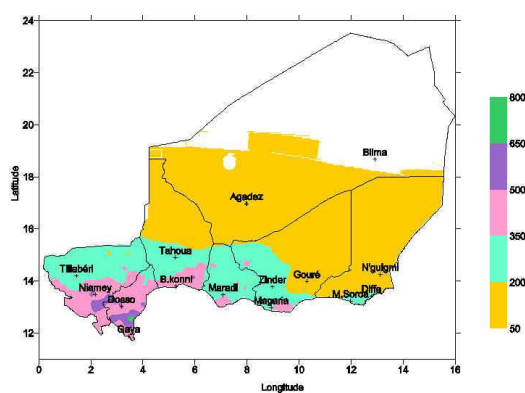 24
22
20
18
16
14
12
Latitude
0 2 4 6 8 10 12 14 16
Longitude
Bilma
Agadez
Tahoua
Tillabéri
B.konni
N'guigmi
Zinder
Gouré
Niamey
Maradi
Diffa
Dosso
Magaria
M.Soroa
Gaya
800
650
500
350
200
50